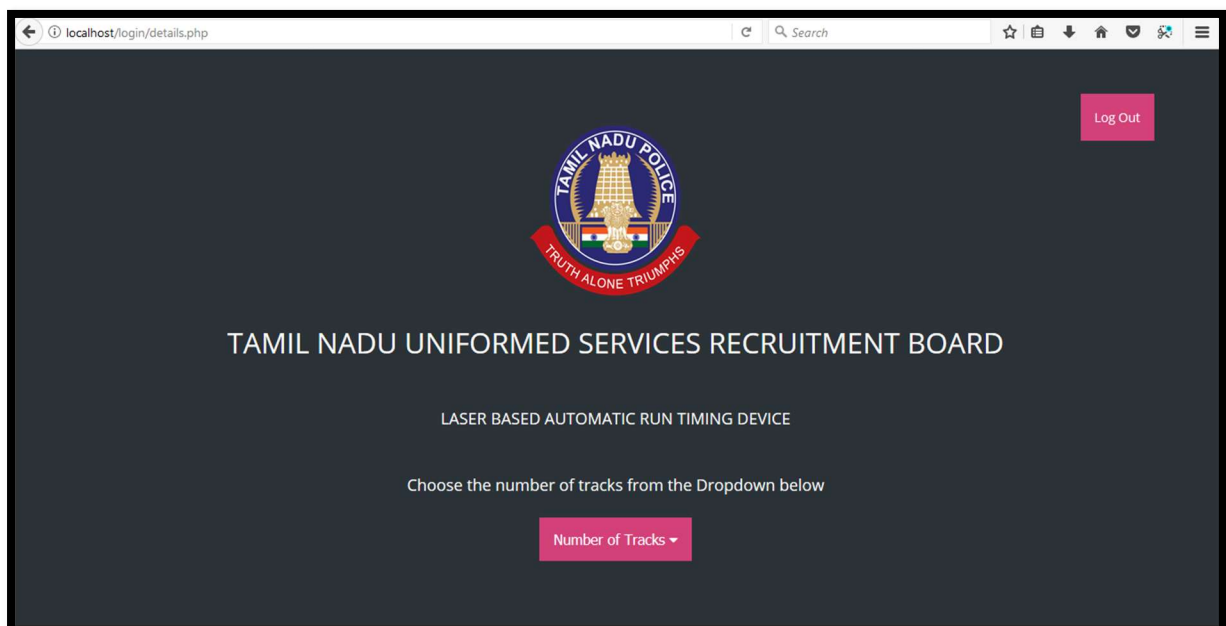 localhost/login/details.php
Search
Log Out
TAMIL NADU POLICE
TRUTH ALONE TRIUMPHS
TAMIL NADU UNIFORMED SERVICES RECRUITMENT BOARD
LASER BASED AUTOMATIC RUN TIMING DEVICE
Choose the number of tracks from the Dropdown below
Number of Tracks